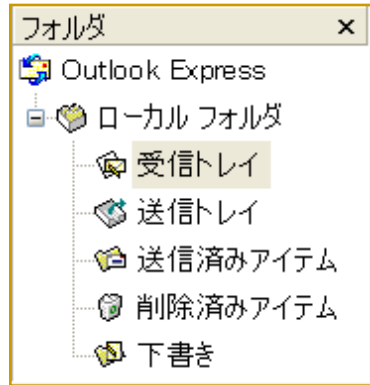 フォルダ ×
Outlook Express
ローカル フォルダ
受信トレイ
送信トレイ
送信済みアイテム
削除済みアイテム
下書き